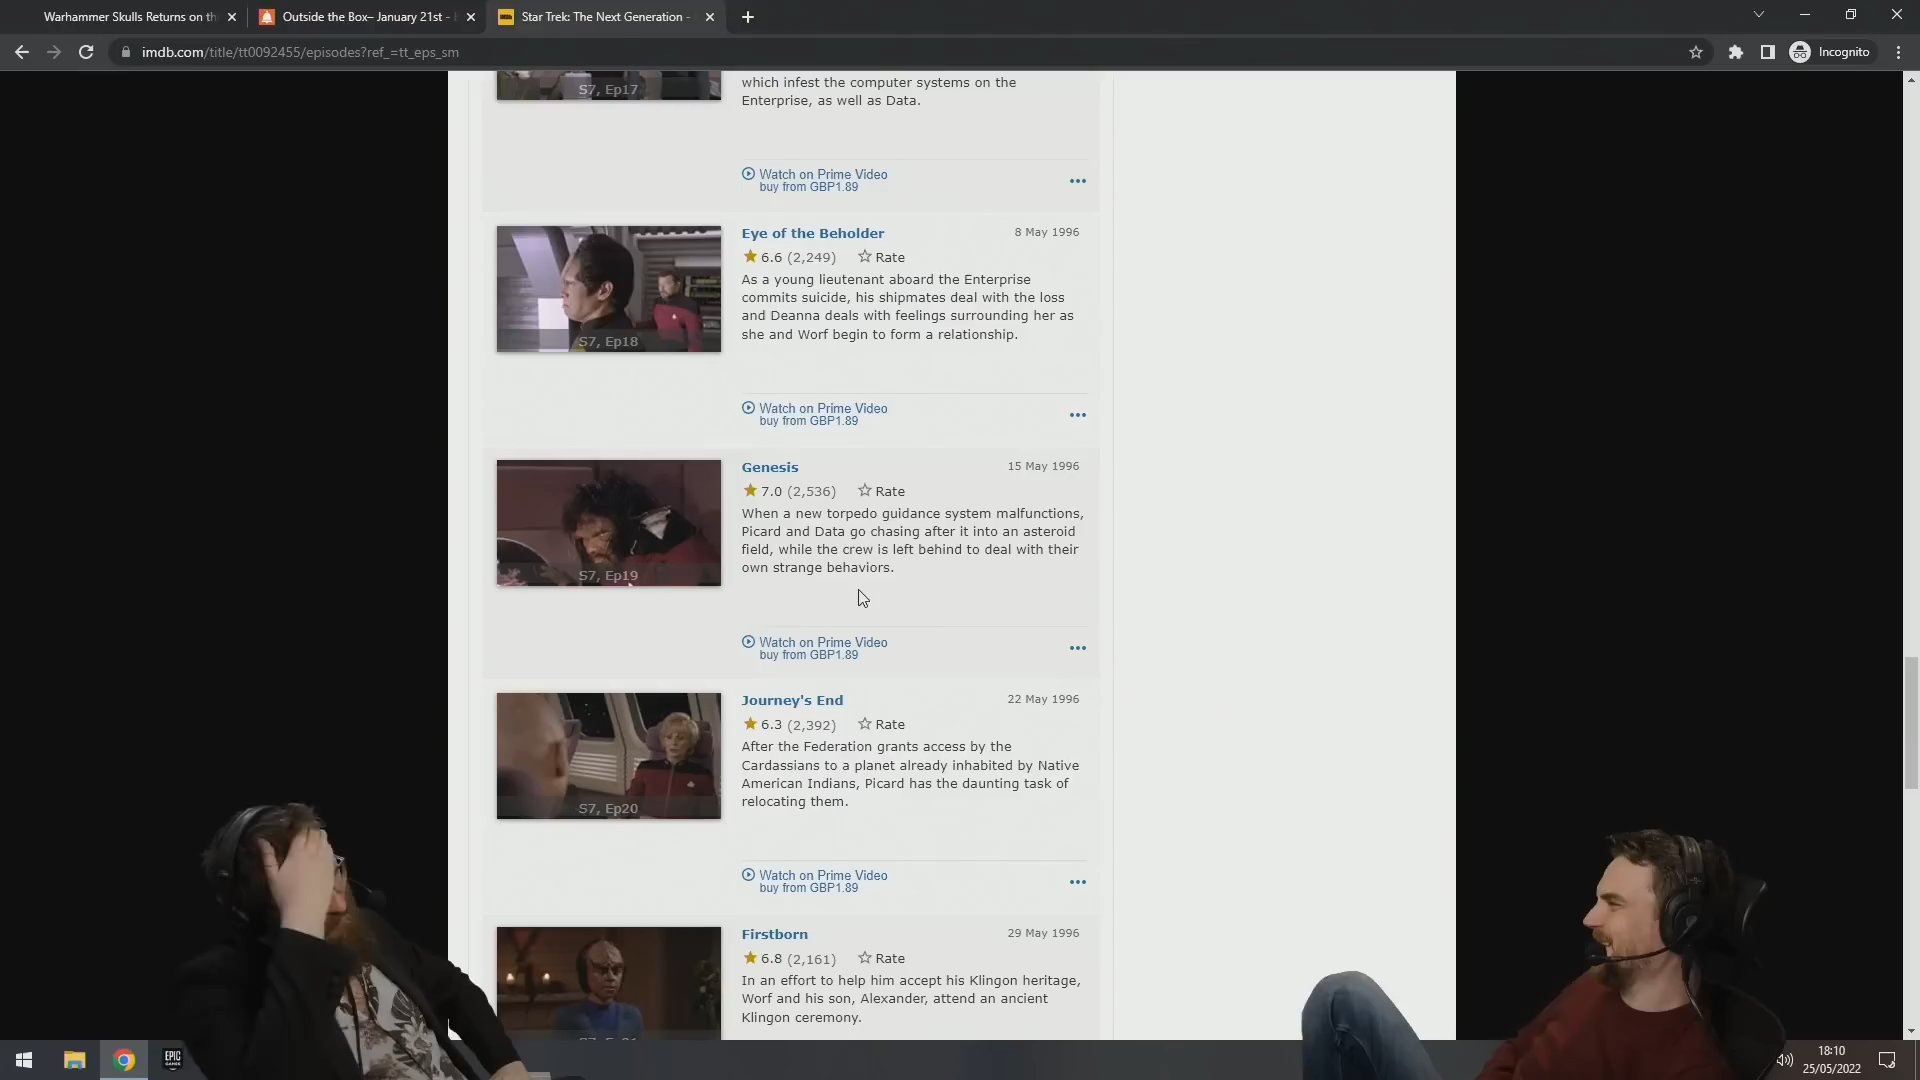 Warhammer Skulls Returns on th
Outside the Box– January 21st -
Star Trek: The Next Generation -
imdb.com/title/tt0092455/episodes?ref_=tt_eps_sm
Incognito
S7, Ep17
which infest the computer systems on the
Enterprise, as well as Data.
Watch on Prime Video
buy from GBP1.89
Eye of the Beholder
8 May 1996
6.6 (2,249) Rate
As a young lieutenant aboard the Enterprise
commits suicide, his shipmates deal with the loss
and Deanna deals with feelings surrounding her as
she and Worf begin to form a relationship.
S7, Ep18
Watch on Prime Video
buy from GBP1.89
Genesis
15 May 1996
7.0 (2,536) Rate
When a new torpedo guidance system malfunctions,
Picard and Data go chasing after it into an asteroid
field, while the crew is left behind to deal with their
own strange behaviors.
S7, Ep19
Watch on Prime Video
buy from GBP1.89
Journey's End
22 May 1996
6.3 (2,392) Rate
After the Federation grants access by the
Cardassians to a planet already inhabited by Native
American Indians, Picard has the daunting task of
relocating them.
S7, Ep20
Watch on Prime Video
buy from GBP1.89
Firstborn
29 May 1996
6.8 (2,161) Rate
In an effort to help him accept his Klingon heritage,
Worf and his son, Alexander, attend an ancient
Klingon ceremony.
EPIC
GAMES
18:10
25/05/2022